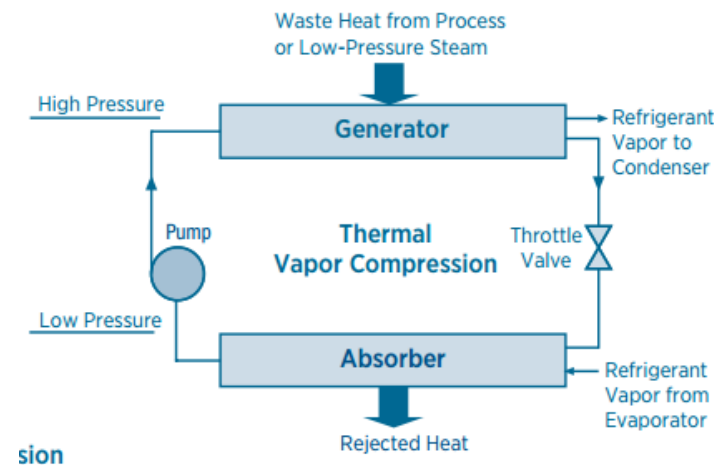 Waste Heat from Process
or Low-Pressure Steam
High Pressure
Generator
Refrigerant
Vapor to
Condenser
Pump
Thermal
Vapor Compression
Throttle
Valve
Low Pressure
Absorber
Refrigerant
Vapor from
Evaporator
Rejected Heat
sion